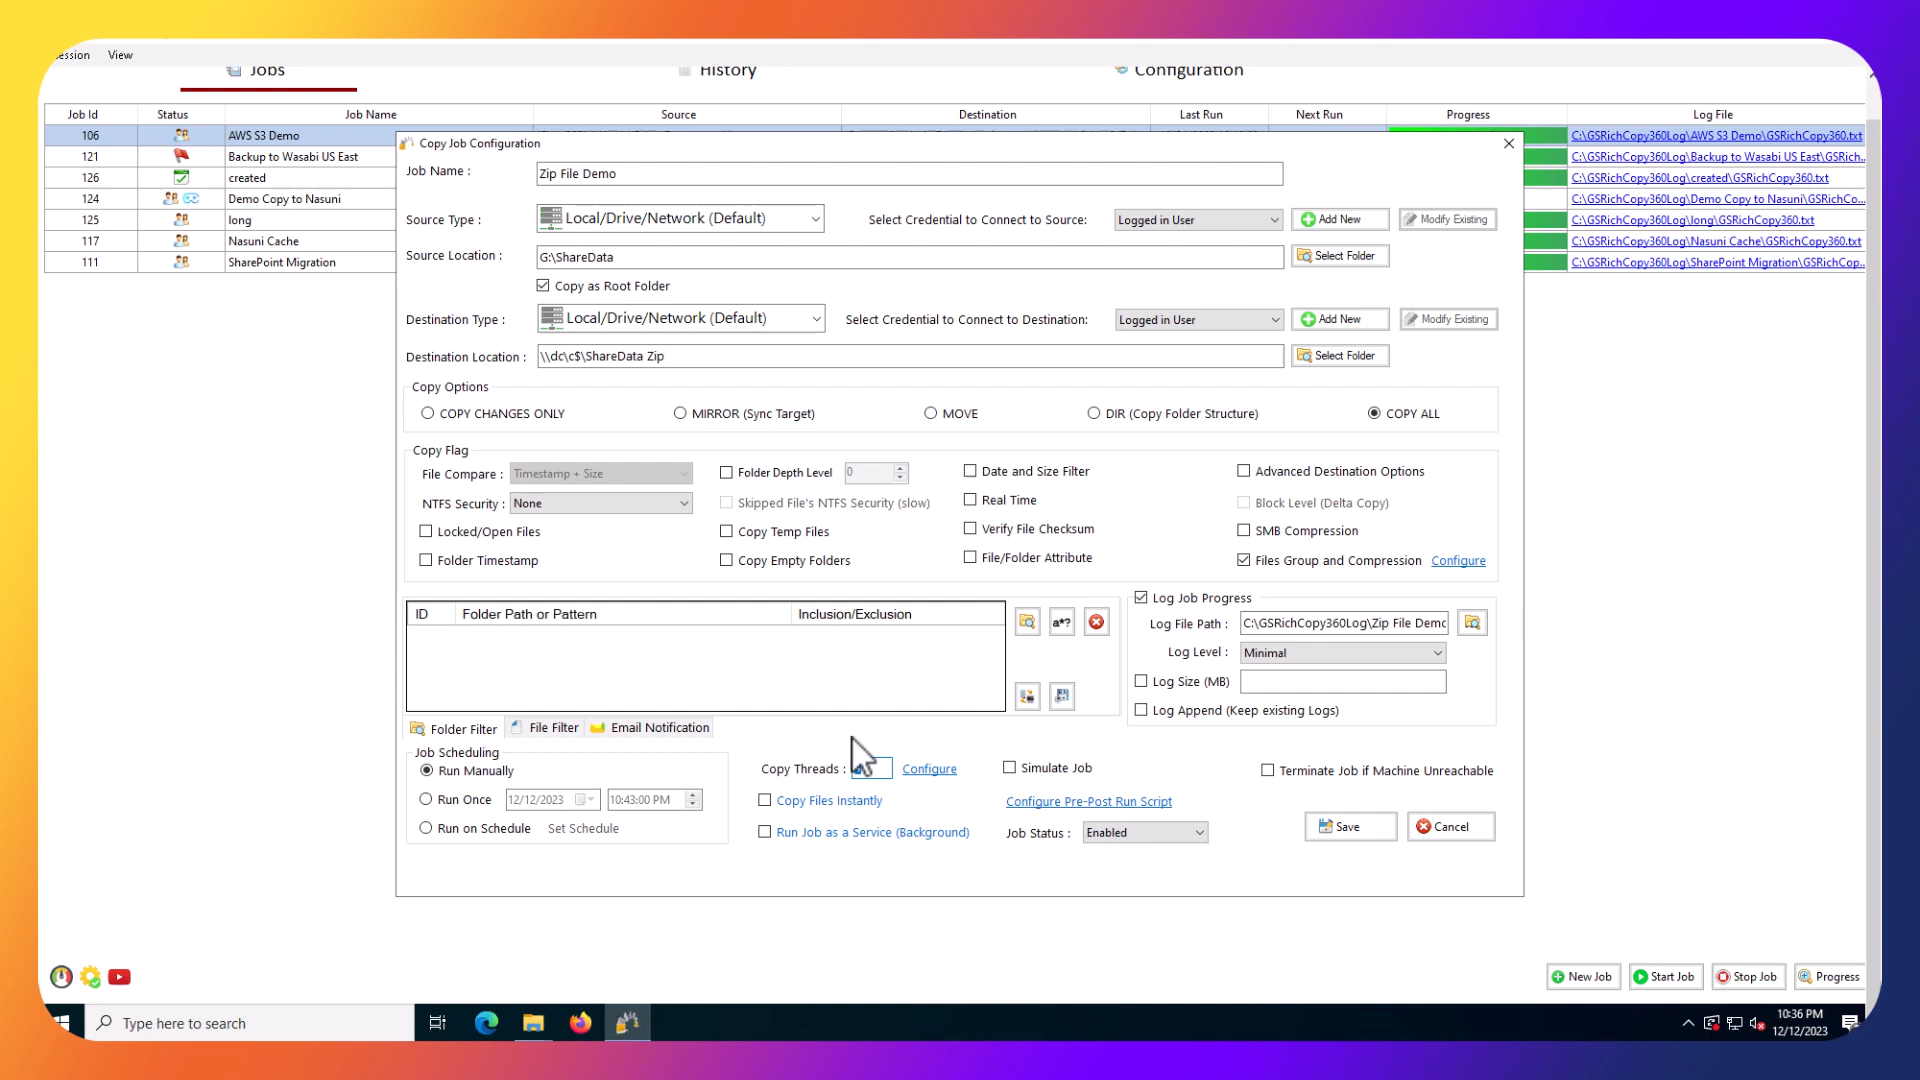 ession View
Jobs History Configuration
Job Id Status Job Name Source Destination Last Run Next Run Progress Log File
106 AWS S3 Demo C:\GSRichCopy360Log\AWS S3 Demo\GSRichCopy360.txt
121 Backup to Wasabi US East C:\GSRichCopy360Log\Backup to Wasabi US East\GSRich...
126 created C:\GSRichCopy360Log\created\GSRichCopy360.txt
124 Demo Copy to Nasuni C:\GSRichCopy360Log\Demo Copy to Nasuni\GSRichCo...
125 long C:\GSRichCopy360Log\long\GSRichCopy360.txt
117 Nasuni Cache C:\GSRichCopy360Log\Nasuni Cache\GSRichCopy360.txt
111 SharePoint Migration C:\GSRichCopy360Log\SharePoint Migration\GSRichCop...
Copy Job Configuration
Job Name : Zip File Demo
Source Type : Local/Drive/Network (Default) Select Credential to Connect to Source: Logged in User Add New Modify Existing
Source Location : G:\ShareData Select Folder
Copy as Root Folder
Destination Type : Local/Drive/Network (Default) Select Credential to Connect to Destination: Logged in User Add New Modify Existing
Destination Location : \\dc\c$\ShareData Zip Select Folder
Copy Options
COPY CHANGES ONLY MIRROR (Sync Target) MOVE DIR (Copy Folder Structure) COPY ALL
Copy Flag
File Compare : Timestamp + Size Folder Depth Level 0 Date and Size Filter Advanced Destination Options
NTFS Security : None Skipped File's NTFS Security (slow) Real Time Block Level (Delta Copy)
Locked/Open Files Copy Temp Files Verify File Checksum SMB Compression
Folder Timestamp Copy Empty Folders File/Folder Attribute Files Group and Compression Configure
ID Folder Path or Pattern Inclusion/Exclusion a*?
Log Job Progress
Log File Path : C:\GSRichCopy360Log\Zip File Demo
Log Level : Minimal
Log Size (MB)
Log Append (Keep existing Logs)
Folder Filter File Filter Email Notification
Job Scheduling
Run Manually Copy Threads : Configure Simulate Job Terminate Job if Machine Unreachable
Run Once 12/12/2023 10:43:00 PM Copy Files Instantly Configure Pre-Post Run Script
Run on Schedule Set Schedule Run Job as a Service (Background) Job Status : Enabled Save Cancel
New Job Start Job Stop Job Progress
Type here to search
10:36 PM
12/12/2023